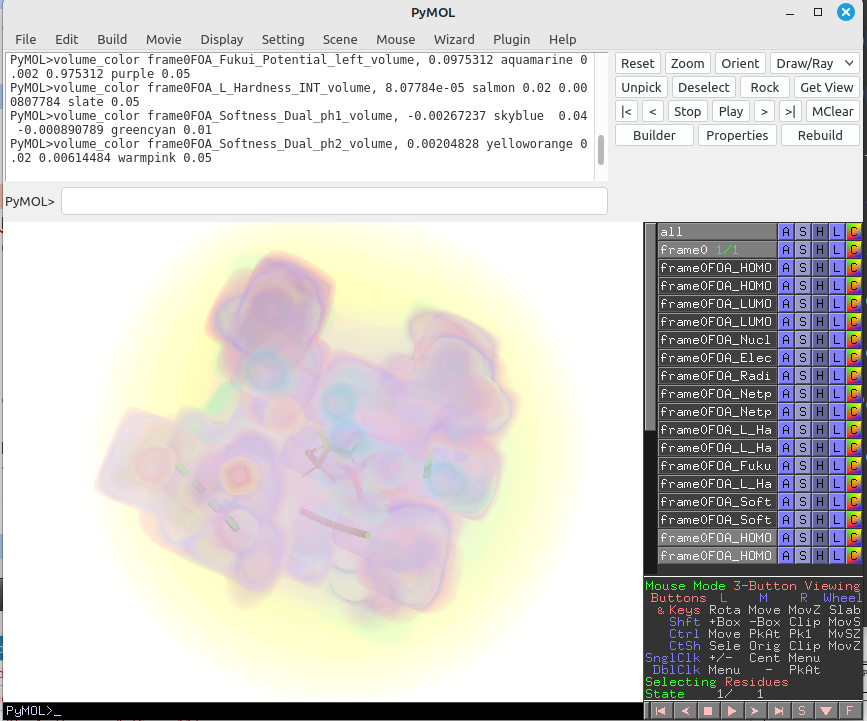 PyMOL
File Edit Build Movie Display Setting Scene Mouse Wizard Plugin Help
PyMOL>volume_color frame0FOA_Fukui_Potential_left_volume, 0.0975312 aquamarine 0
.002 0.975312 purple 0.05
PyMOL>volume_color frame0FOA_L_Hardness_INT_volume, 8.07784e-05 salmon 0.02 0.00
0807784 slate 0.05
PyMOL>volume_color frame0FOA_Softness_Dual_ph1_volume, -0.00267237 skyblue  0.04
 -0.000890789 greencyan 0.01
PyMOL>volume_color frame0FOA_Softness_Dual_ph2_volume, 0.00204828 yelloworange 0
.02 0.00614484 warmpink 0.05
Reset Zoom Orient Draw/Ray
Unpick Deselect Rock Get View
|< < Stop Play > >| MClear
Builder Properties Rebuild
PyMOL>
all A S H L C
frame0 1/1 A S H L C
frame0FOA_HOMO A S H L C
frame0FOA_HOMO A S H L C
frame0FOA_LUMO A S H L C
frame0FOA_LUMO A S H L C
frame0FOA_Nucl A S H L C
frame0FOA_Elec A S H L C
frame0FOA_Radi A S H L C
frame0FOA_Netp A S H L C
frame0FOA_Netp A S H L C
frame0FOA_L_Ha A S H L C
frame0FOA_L_Ha A S H L C
frame0FOA_Fuku A S H L C
frame0FOA_L_Ha A S H L C
frame0FOA_Soft A S H L C
frame0FOA_Soft A S H L C
frame0FOA_HOMO A S H L C
frame0FOA_HOMO A S H L C
Mouse Mode 3-Button Viewing
Buttons L M R Wheel
& Keys Rota Move MovZ Slab
Shft +Box -Box Clip MovS
Ctrl Move PkAt Pk1 MvSZ
CtSh Sele Orig Clip MovZ
SnglClk +/- Cent Menu
DblClk Menu - PkAt
Selecting Residues
State 1/ 1
PyMOL>_
S F